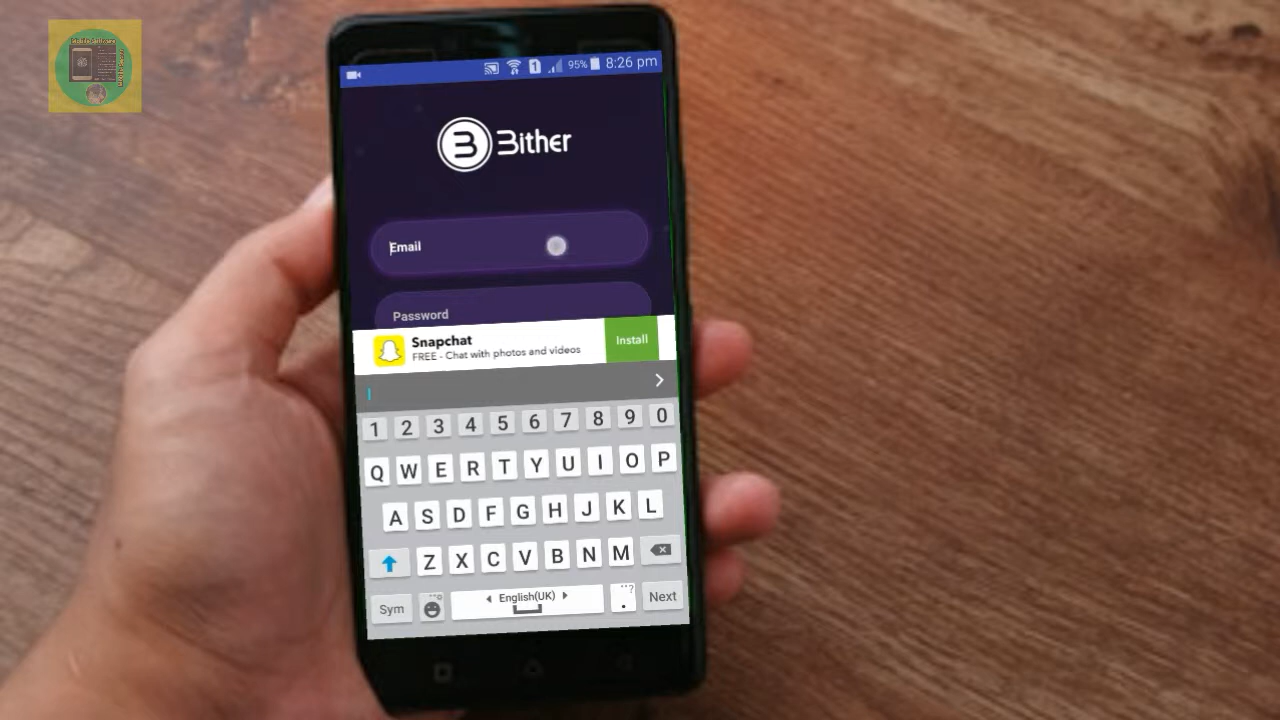 1 95% 8:26 pm
Bither
Email
Password
Snapchat
FREE - Chat with photos and videos
Install
1 2 3 4 5 6 7 8 9 0
Q W E R T Y U I O P
A S D F G H J K L
Z X C V B N M
Sym English(UK) . ? Next